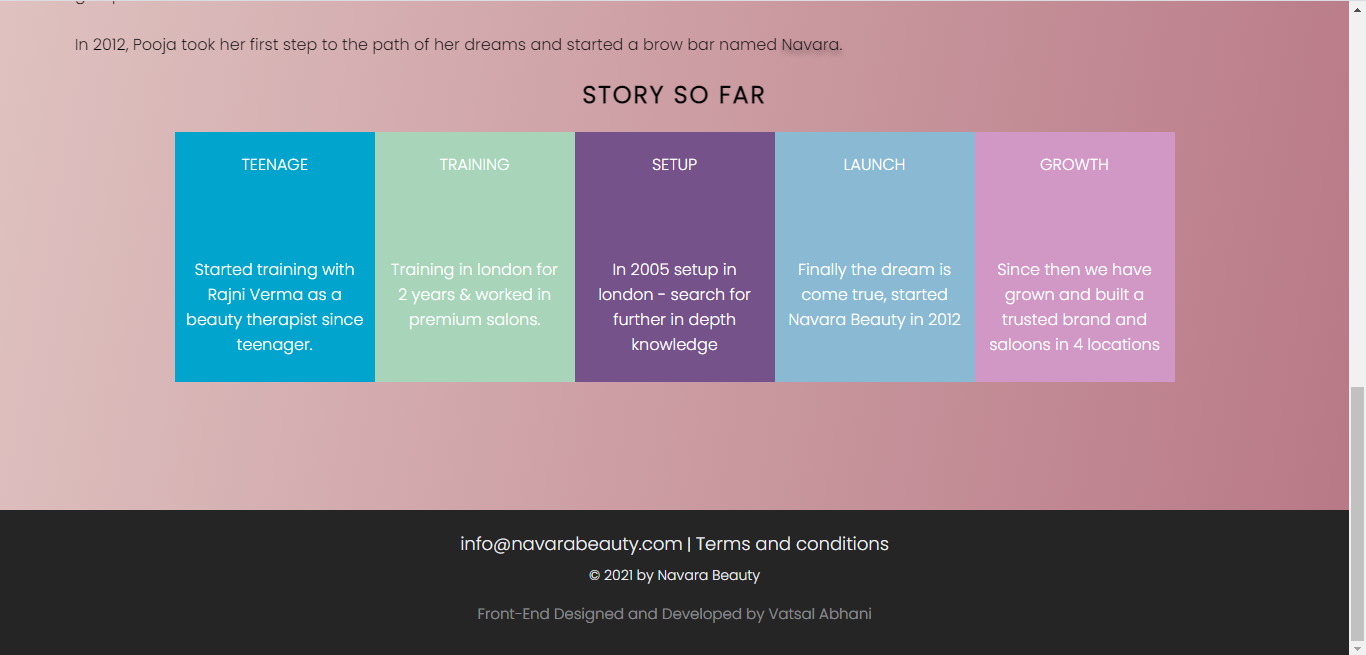 In 2012, Pooja took her first step to the path of her dreams and started a brow bar named Navara.
STORY SO FAR
TEENAGE
Started training with
Rajni Verma as a
beauty therapist since
teenager.
TRAINING
Training in london for
2 years & worked in
premium salons.
SETUP
In 2005 setup in
london - search for
further in depth
knowledge
LAUNCH
Finally the dream is
come true, started
Navara Beauty in 2012
GROWTH
Since then we have
grown and built a
trusted brand and
saloons in 4 locations
info@navarabeauty.com | Terms and conditions
© 2021 by Navara Beauty
Front-End Designed and Developed by Vatsal Abhani